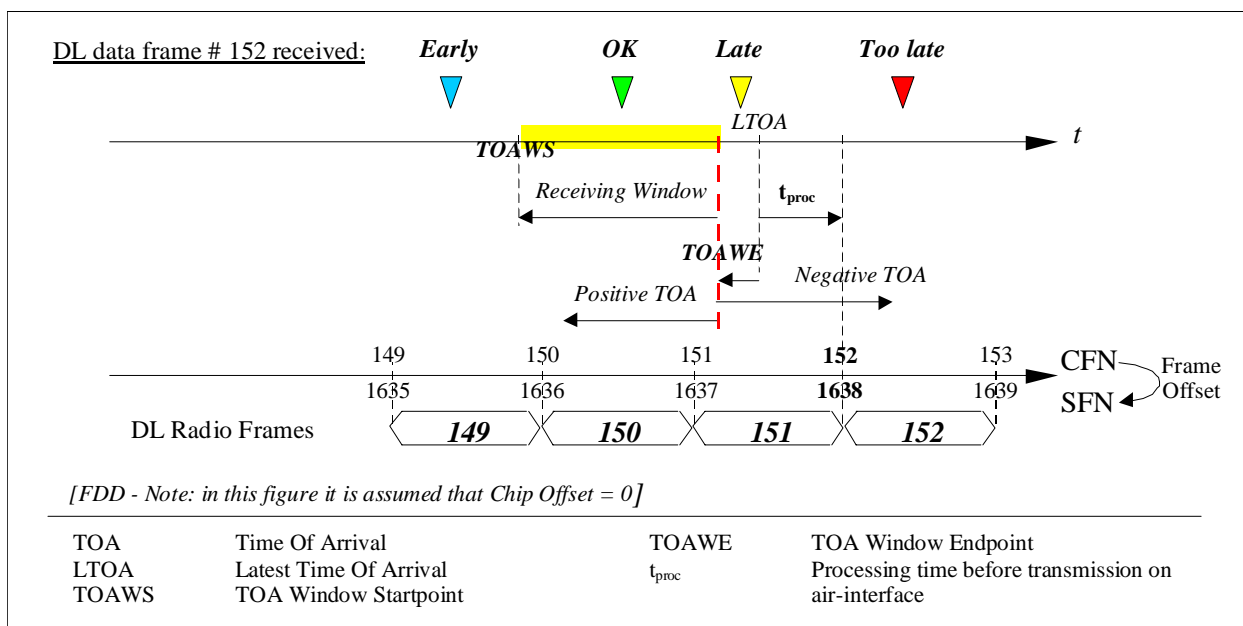 DL data frame # 152 received:
Early OK Late Too late
LTOA
t
TOAWS
Receiving Window
tproc
TOAWE
Negative TOA
Positive TOA
149 150 151 152 153
CFN
Frame
Offset
1635 1636 1637 1638 1639
SFN
DL Radio Frames 149 150 151 152
[FDD - Note: in this figure it is assumed that Chip Offset = 0]
TOA Time Of Arrival TOAWE TOA Window Endpoint
LTOA Latest Time Of Arrival tproc Processing time before transmission on
TOAWS TOA Window Startpoint air-interface